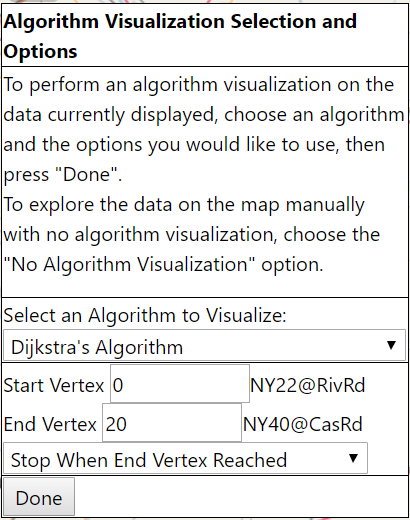 Algorithm Visualization Selection and
Options
To perform an algorithm visualization on the
data currently displayed, choose an algorithm
and the options you would like to use, then
press "Done".
To explore the data on the map manually
with no algorithm visualization, choose the
"No Algorithm Visualization" option.
Select an Algorithm to Visualize:
Dijkstra's Algorithm
Start Vertex 0 NY22@RivRd
End Vertex 20 NY40@CasRd
Stop When End Vertex Reached
Done